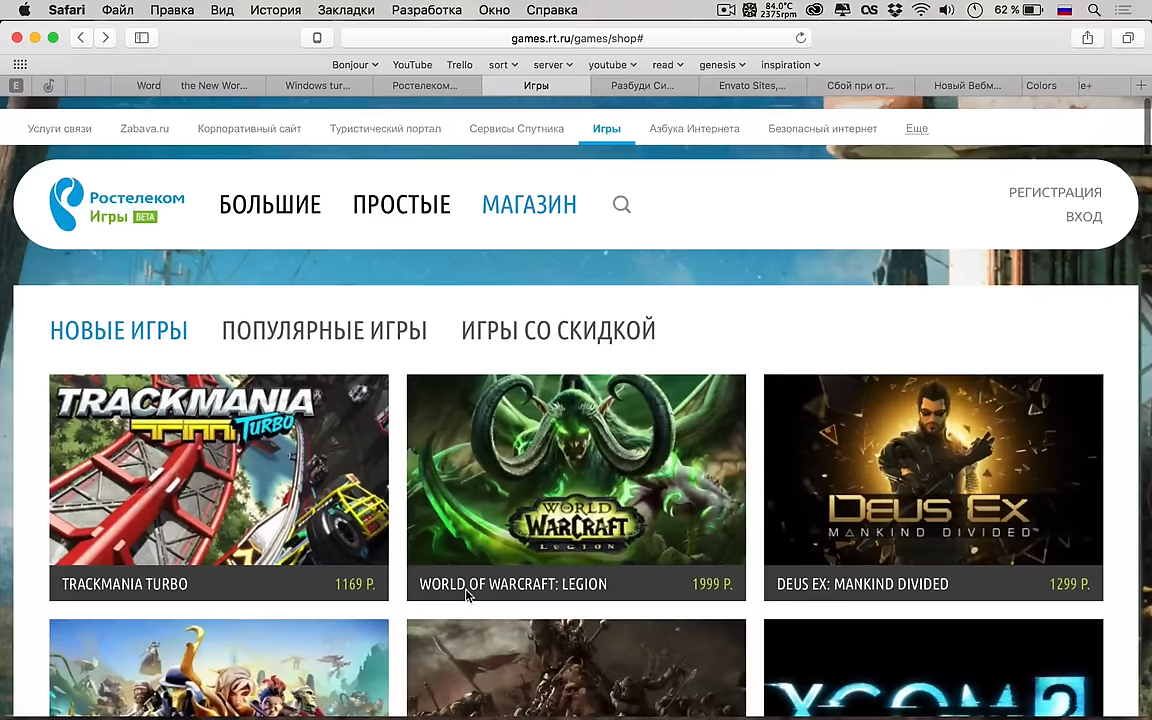 Safari Файл Правка Вид История Закладки Разработка Окно Справка 84.0°C 2375rpm 62 %
games.rt.ru/games/shop#
Bonjour YouTube Trello sort server youtube read genesis inspiration
E Word the New Wor... Windows tur... Ростелеком... Игры Разбуди Си... Envato Sites,... Сбой при от... Новый Вебм... Colors le+
Услуги связи Zabava.ru Корпоративный сайт Туристический портал Сервисы Спутника Игры Азбука Интернета Безопасный интернет Еще
Ростелеком
Игры BETA
БОЛЬШИЕ ПРОСТЫЕ МАГАЗИН
РЕГИСТРАЦИЯ
ВХОД
НОВЫЕ ИГРЫ ПОПУЛЯРНЫЕ ИГРЫ ИГРЫ СО СКИДКОЙ
TRACKMANIA
TURBO
WORLD
OF
WARCRAFT
LEGION
DEUS EX
MANKIND DIVIDED™
TRACKMANIA TURBO 1169 Р.
WORLD OF WARCRAFT: LEGION 1999 Р.
DEUS EX: MANKIND DIVIDED 1299 Р.
XCOM 2